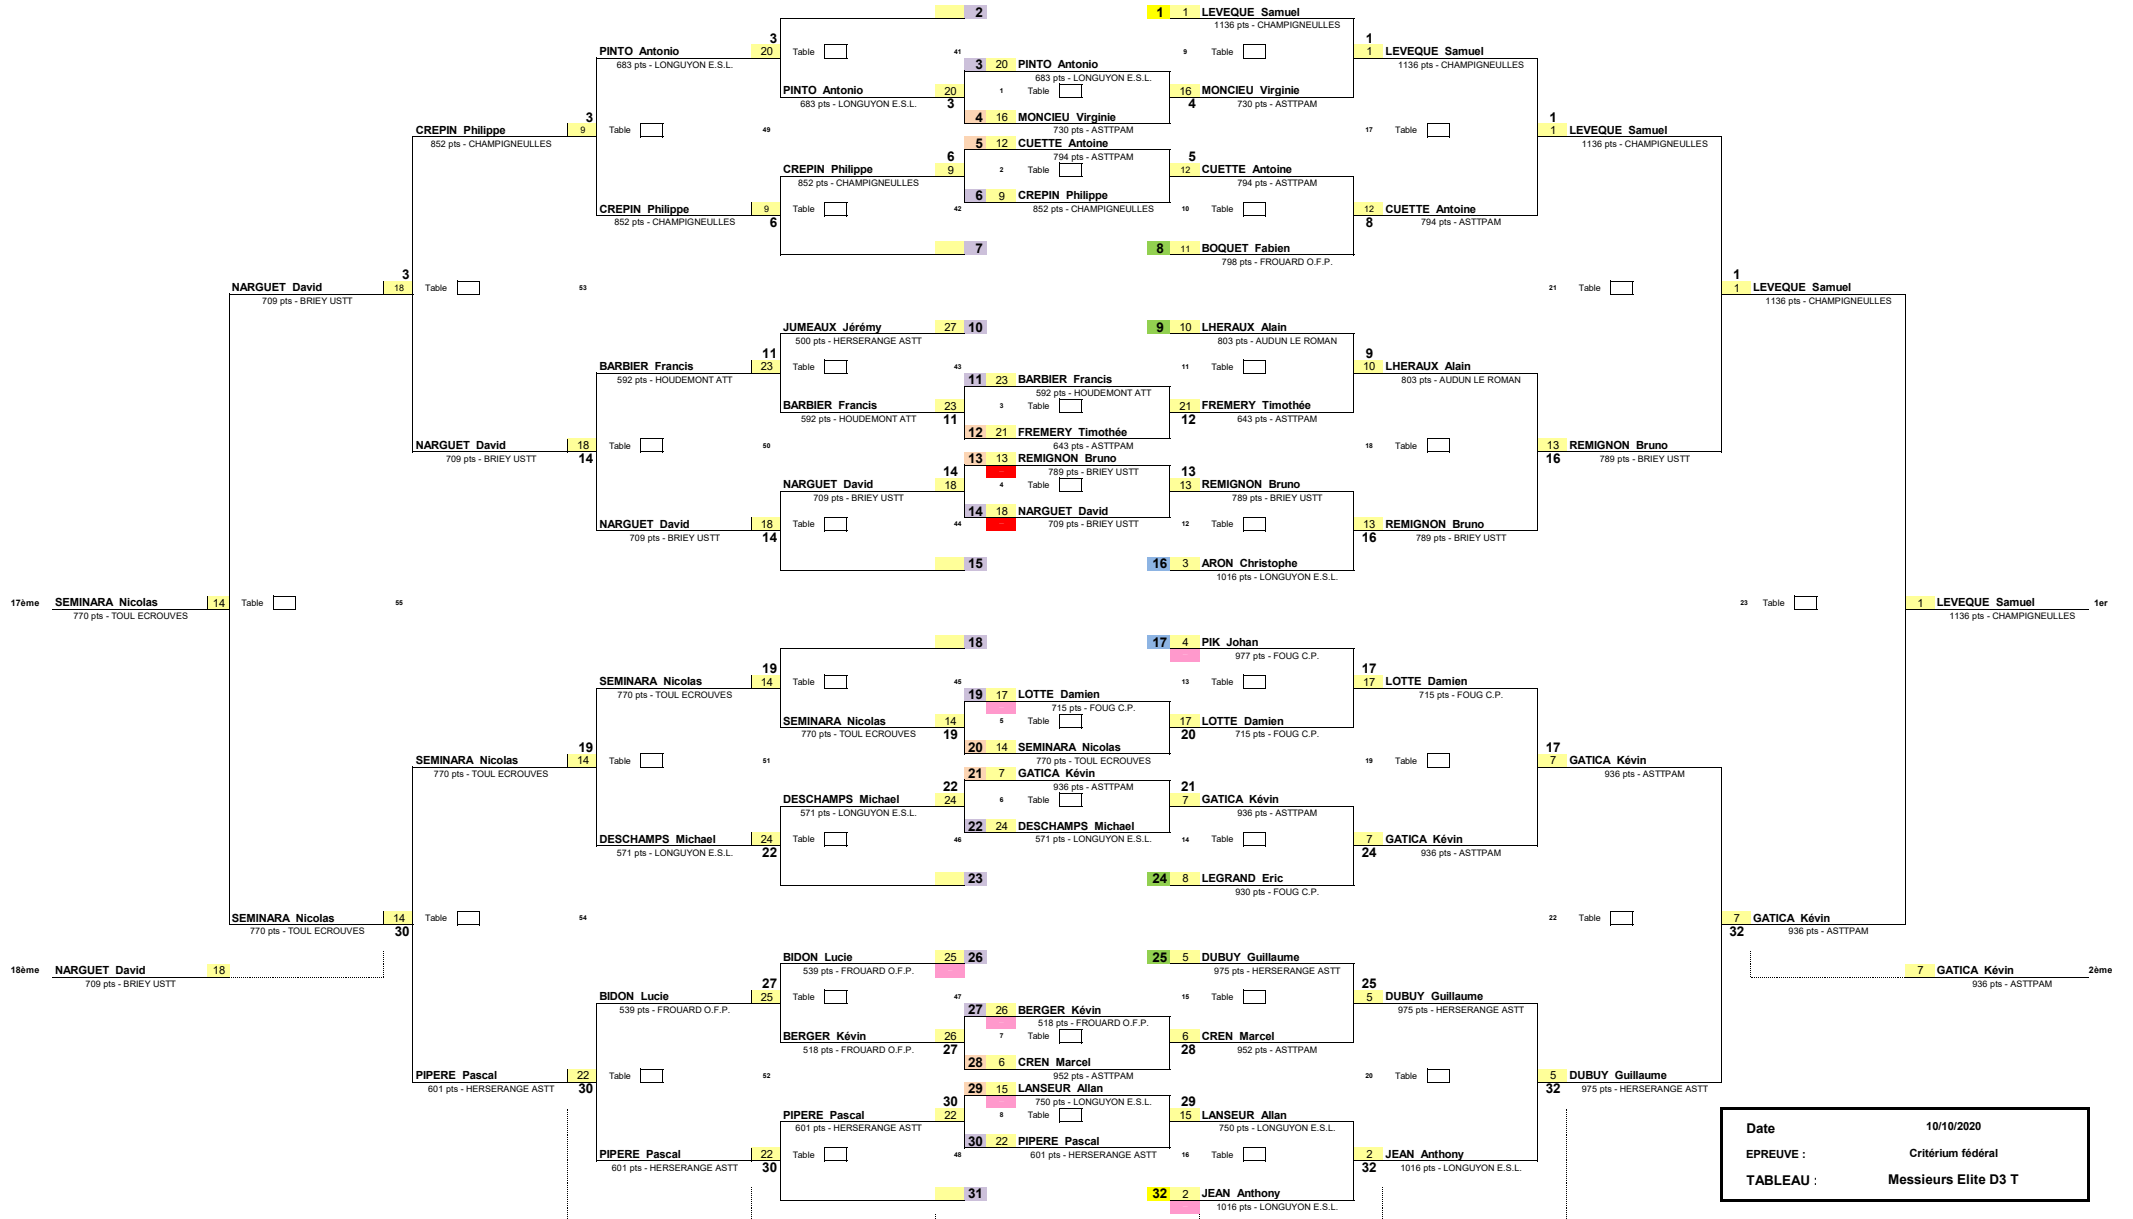 2 1 1 LEVEQUE Samuel
1136 pts - CHAMPIGNEULLES
3 1
PINTO Antonio 20 Table 41 9 Table 1 LEVEQUE Samuel
683 pts - LONGUYON E.S.L. 3 20 PINTO Antonio 1136 pts - CHAMPIGNEULLES
683 pts - LONGUYON E.S.L.
PINTO Antonio 20 1 Table 16 MONCIEU Virginie
683 pts - LONGUYON E.S.L. 3 4 730 pts - ASTTPAM
3 4 16 MONCIEU Virginie 1
CREPIN Philippe 9 Table 49 730 pts - ASTTPAM 17 Table 1 LEVEQUE Samuel
852 pts - CHAMPIGNEULLES 5 12 CUETTE Antoine 1136 pts - CHAMPIGNEULLES
6 794 pts - ASTTPAM 5
CREPIN Philippe 9 2 Table 12 CUETTE Antoine
852 pts - CHAMPIGNEULLES 794 pts - ASTTPAM
6 9 CREPIN Philippe
CREPIN Philippe 9 Table 42 852 pts - CHAMPIGNEULLES 10 Table 12 CUETTE Antoine
852 pts - CHAMPIGNEULLES 6 8 794 pts - ASTTPAM
7 8 11 BOQUET Fabien
798 pts - FROUARD O.F.P.
3 1
NARGUET David 18 Table 53 21 Table 1 LEVEQUE Samuel
709 pts - BRIEY USTT 1136 pts - CHAMPIGNEULLES
JUMEAUX Jérémy 27 10 9 10 LHERAUX Alain
500 pts - HERSERANGE ASTT 803 pts - AUDUN LE ROMAN
11 9
BARBIER Francis 23 Table 43 11 Table 10 LHERAUX Alain
592 pts - HOUDEMONT ATT 11 23 BARBIER Francis 803 pts - AUDUN LE ROMAN
592 pts - HOUDEMONT ATT
BARBIER Francis 23 3 Table 21 FREMERY Timothée
592 pts - HOUDEMONT ATT 11 12 643 pts - ASTTPAM
12 21 FREMERY Timothée
NARGUET David 18 Table 50 643 pts - ASTTPAM 18 Table 13 REMIGNON Bruno
709 pts - BRIEY USTT 14 13 13 REMIGNON Bruno 16 789 pts - BRIEY USTT
14 789 pts - BRIEY USTT 13
NARGUET David 18 4 Table 13 REMIGNON Bruno
709 pts - BRIEY USTT 789 pts - BRIEY USTT
14 18 NARGUET David
NARGUET David 18 Table 44 709 pts - BRIEY USTT 12 Table 13 REMIGNON Bruno
709 pts - BRIEY USTT 14 16 789 pts - BRIEY USTT
15 16 3 ARON Christophe
1016 pts - LONGUYON E.S.L.
17ème SEMINARA Nicolas 14 Table 55 23 Table 1 LEVEQUE Samuel 1er
770 pts - TOUL ECROUVES 1136 pts - CHAMPIGNEULLES
18 17 4 PIK Johan
977 pts - FOUG C.P.
19 17
SEMINARA Nicolas 14 Table 45 13 Table 17 LOTTE Damien
770 pts - TOUL ECROUVES 19 17 LOTTE Damien 715 pts - FOUG C.P.
715 pts - FOUG C.P.
SEMINARA Nicolas 14 5 Table 17 LOTTE Damien
770 pts - TOUL ECROUVES 19 20 715 pts - FOUG C.P.
19 20 14 SEMINARA Nicolas 17
SEMINARA Nicolas 14 Table 51 770 pts - TOUL ECROUVES 19 Table 7 GATICA Kévin
770 pts - TOUL ECROUVES 21 7 GATICA Kévin 936 pts - ASTTPAM
22 936 pts - ASTTPAM 21
DESCHAMPS Michael 24 6 Table 7 GATICA Kévin
571 pts - LONGUYON E.S.L. 936 pts - ASTTPAM
22 24 DESCHAMPS Michael
DESCHAMPS Michael 24 Table 46 571 pts - LONGUYON E.S.L. 14 Table 7 GATICA Kévin
571 pts - LONGUYON E.S.L. 22 24 936 pts - ASTTPAM
23 24 8 LEGRAND Eric
930 pts - FOUG C.P.
SEMINARA Nicolas 14 Table 54 22 Table 7 GATICA Kévin
770 pts - TOUL ECROUVES 30 32 936 pts - ASTTPAM
BIDON Lucie 25 26 25 5 DUBUY Guillaume
18ème NARGUET David 18 539 pts - FROUARD O.F.P. 975 pts - HERSERANGE ASTT 7 GATICA Kévin 2ème
709 pts - BRIEY USTT 27 25 936 pts - ASTTPAM
BIDON Lucie 25 Table 47 15 Table 5 DUBUY Guillaume
539 pts - FROUARD O.F.P. 27 26 BERGER Kévin 975 pts - HERSERANGE ASTT
518 pts - FROUARD O.F.P.
BERGER Kévin 26 7 Table 6 CREN Marcel
518 pts - FROUARD O.F.P. 27 28 952 pts - ASTTPAM
28 6 CREN Marcel
PIPERE Pascal 22 Table 52 952 pts - ASTTPAM 20 Table 5 DUBUY Guillaume
601 pts - HERSERANGE ASTT 30 29 15 LANSEUR Allan 32 975 pts - HERSERANGE ASTT
30 750 pts - LONGUYON E.S.L. 29
PIPERE Pascal 22 8 Table 15 LANSEUR Allan
601 pts - HERSERANGE ASTT 750 pts - LONGUYON E.S.L.
Date 10/10/2020
30 22 PIPERE Pascal
PIPERE Pascal 22 Table 48 601 pts - HERSERANGE ASTT 16 Table 2 JEAN Anthony
601 pts - HERSERANGE ASTT 30 32 1016 pts - LONGUYON E.S.L.
EPREUVE : Critérium fédéral
TABLEAU : Messieurs Elite D3 T
31 32 2 JEAN Anthony
1016 pts - LONGUYON E.S.L.